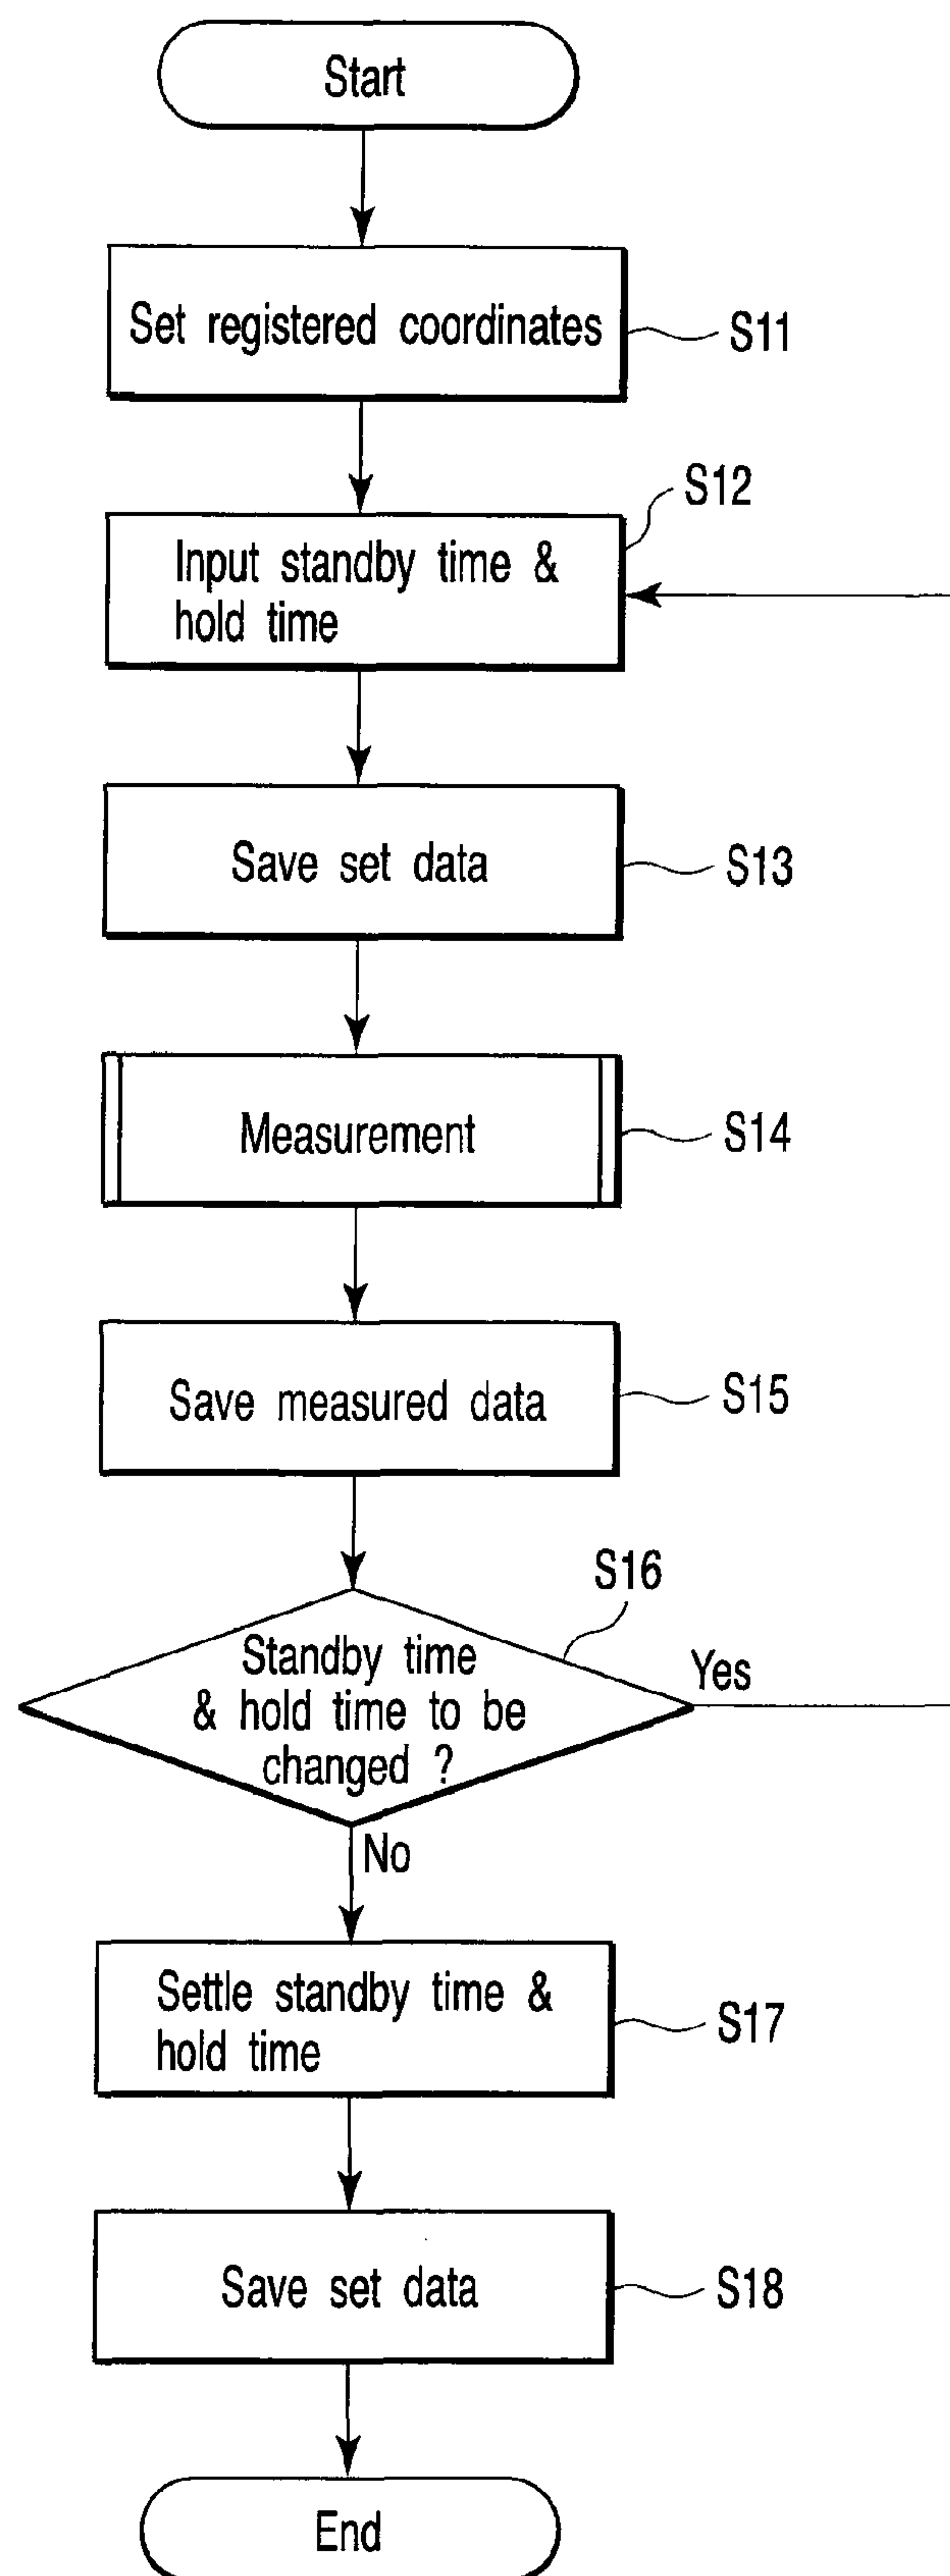 Start
Set registered coordinates
S11
S12
Input standby time &
hold time
Save set data
S13
Measurement
S14
Save measured data
S15
S16
Standby time
& hold time to be
changed ?
Yes
No
Settle standby time &
hold time
S17
Save set data
S18
End